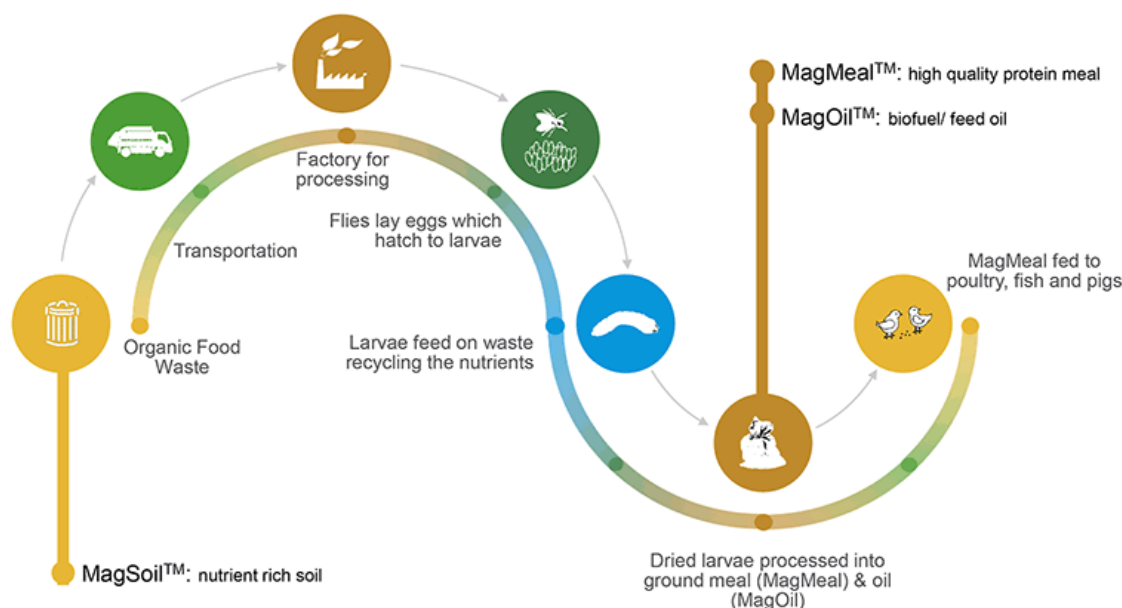 MagMeal™: high quality protein meal
MagOil™: biofuel/ feed oil
Factory for
processing
Flies lay eggs which
hatch to larvae
Transportation
MagMeal fed to
poultry, fish and pigs
Organic Food
Waste
Larvae feed on waste
recycling the nutrients
MagSoil™: nutrient rich soil
Dried larvae processed into
ground meal (MagMeal) & oil
(MagOil)